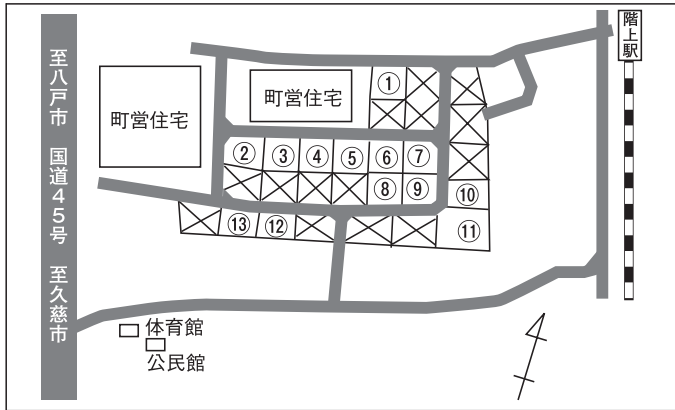 至八戸市 国道45号 至久慈市
階上駅
町営住宅
町営住宅
①
② ③ ④ ⑤ ⑥ ⑦
⑧ ⑨
⑩
⑬ ⑫
⑪
体育館
公民館